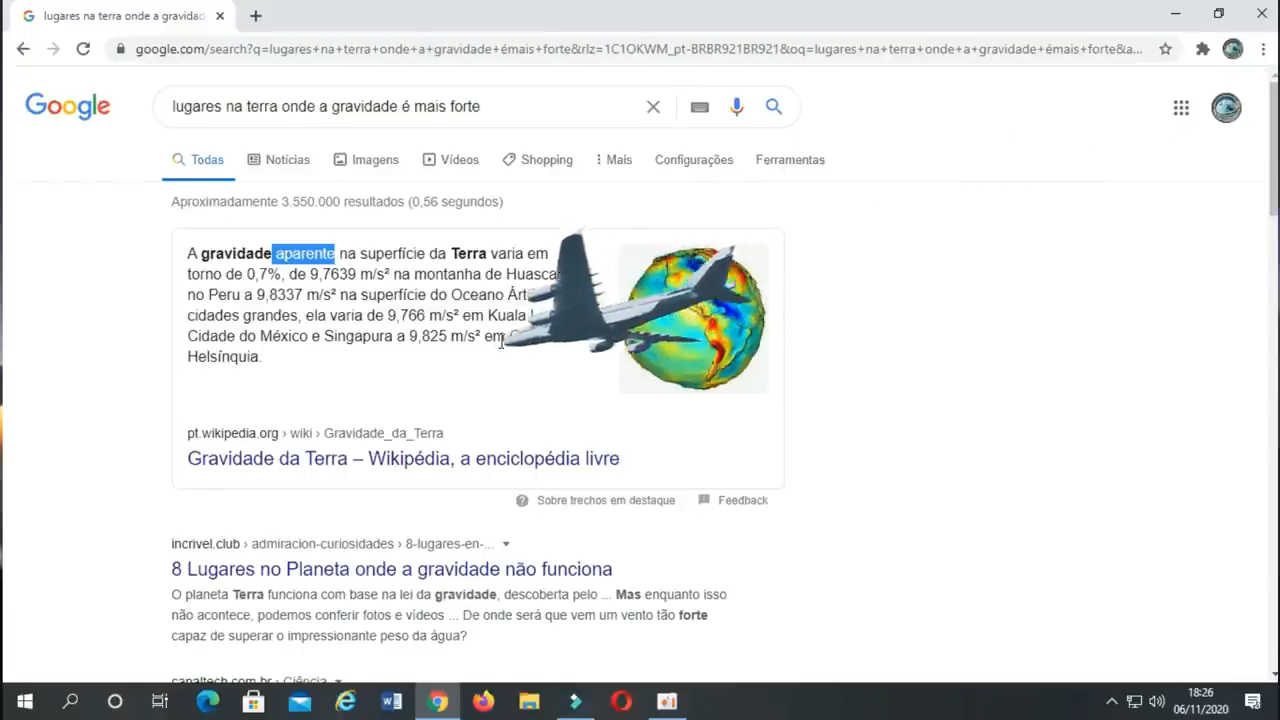 lugares na terra onde a gravidad
google.com/search?q=lugares+na+terra+onde+a+gravidade+émais+forte&rlz=1C1OKWM_pt-BRBR921BR921&oq=lugares+na+terra+onde+a+gravidade+émais+forte&a...
Google
lugares na terra onde a gravidade é mais forte
Todas Notícias Imagens Vídeos Shopping Mais Configurações Ferramentas
Aproximadamente 3.550.000 resultados (0,56 segundos)
A gravidade aparente na superfície da Terra varia em
torno de 0,7%, de 9,7639 m/s² na montanha de
no Peru a 9,8337 m/s² na superfície do Oceano
cidades grandes, ela varia de 9,766 m/s² em Kuala
Cidade do México e Singapura a 9,825 m/s² em
Helsínquia.
pt.wikipedia.org › wiki › Gravidade_da_Terra
Gravidade da Terra – Wikipédia, a enciclopédia livre
Sobre trechos em destaque Feedback
incrivel.club › admiracion-curiosidades › 8-lugares-en-...
8 Lugares no Planeta onde a gravidade não funciona
O planeta Terra funciona com base na lei da gravidade, descoberta pelo ... Mas enquanto isso
não acontece, podemos conferir fotos e vídeos ... De onde será que vem um vento tão forte
capaz de superar o impressionante peso da água?
canaltech.com.br › Ciência
18:26
06/11/2020